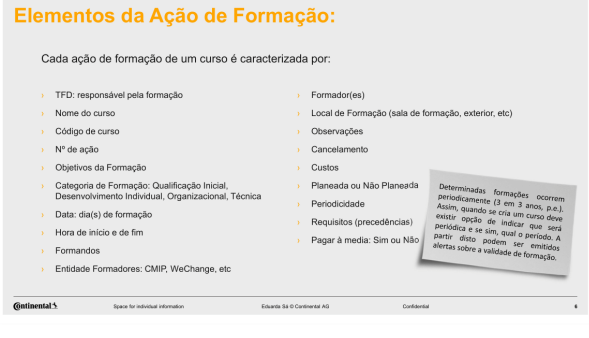 Elementos da Ação de Formação:
Cada ação de formação de um curso é caracterizada por:
› TFD: responsável pela formação
› Nome do curso
› Código de curso
› Nº de ação
› Objetivos da Formação
› Categoria de Formação: Qualificação Inicial,
Desenvolvimento Individual, Organizacional, Técnica
› Data: dia(s) de formação
› Hora de início e de fim
› Formandos
› Entidade Formadores: CMIP, WeChange, etc
› Formador(es)
› Local de Formação (sala de formação, exterior, etc)
› Observações
› Cancelamento
› Custos
› Planeada ou Não Planeada
› Periodicidade
› Requisitos (precedências)
› Pagar à media: Sim ou Não
Determinadas formações ocorrem
periodicamente (3 em 3 anos, p.e.).
Assim, quando se cria um curso deve
existir opção de indicar que será
periódica e se sim, qual o período. A
partir disto podem ser emitidos
alertas sobre a validade de formação.
Continental
Space for individual information
Eduarda Sá © Continental AG
Confidential
6